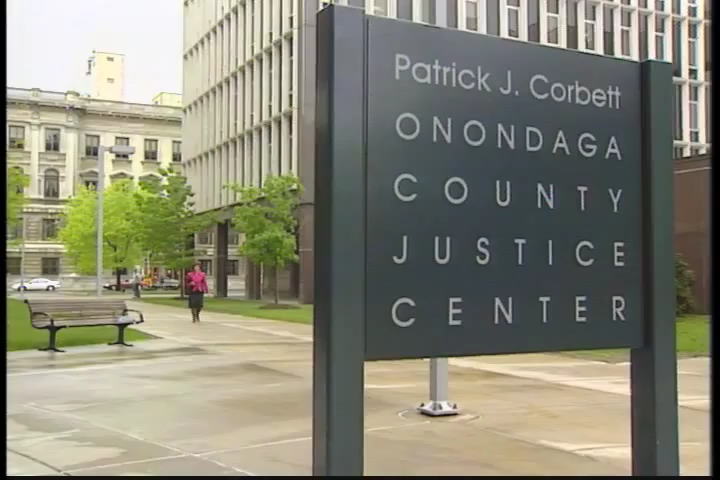 Patrick J. Corbett
ONONDAGA
COUNTY
JUSTICE
CENTER